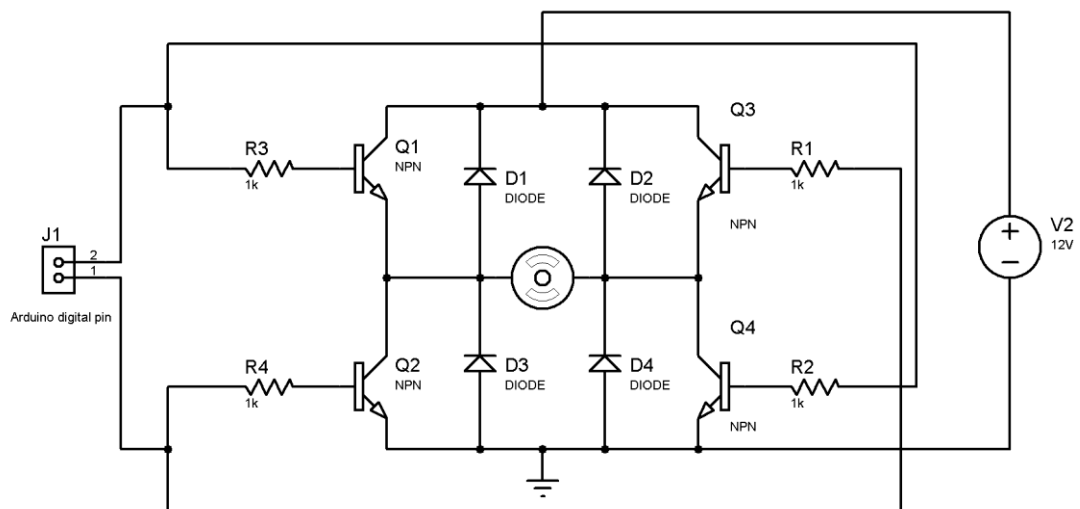 Q3
R3
1k
Q1
NPN
R1
1k
D1
DIODE
D2
DIODE
NPN
J1
2
1
Arduino digital pin
V2
12V
+
−
Q4
R4
1k
Q2
NPN
D3
DIODE
D4
DIODE
R2
1k
NPN